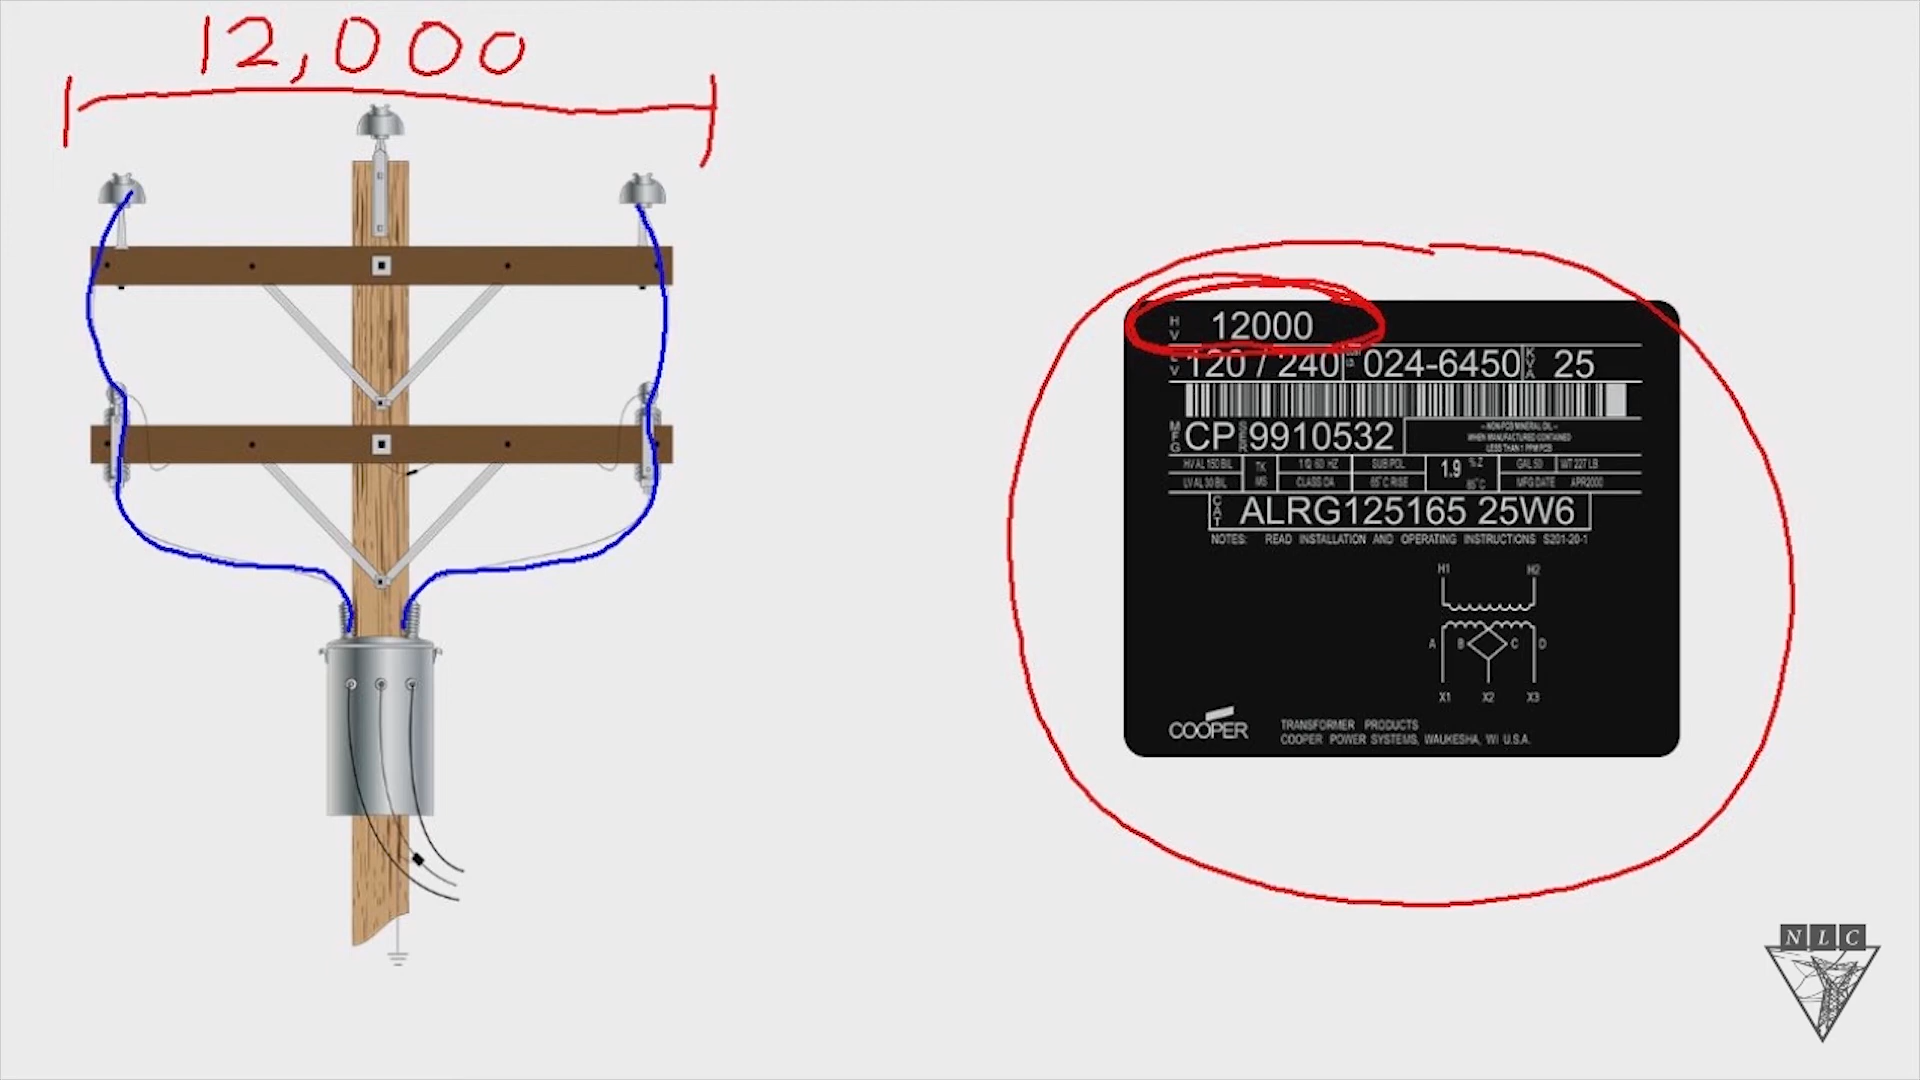 12,000
HV 12000
LV 120 / 240 024-6450 KVA 25
MFG CP SER 9910532
~NON-PCB MINERAL OIL~
WHEN MANUFACTURED CONTAINED
LESS THAN 1 PPM PCB
HV AL 150 BIL TK 1 Ø, 60 HZ SUB POL 1.9 % Z GAL 50 WT 227 LB
LV AL 30 BIL MS CLASS OA 65°C RISE 85°C MFG DATE APR2000
CAT ALRG125165 25W6
NOTES: READ INSTALLATION AND OPERATING INSTRUCTIONS S201-20-1
H1 H2
A B C D
X1 X2 X3
COOPER
TRANSFORMER PRODUCTS
COOPER POWER SYSTEMS, WAUKESHA, WI U.S.A.
NLC